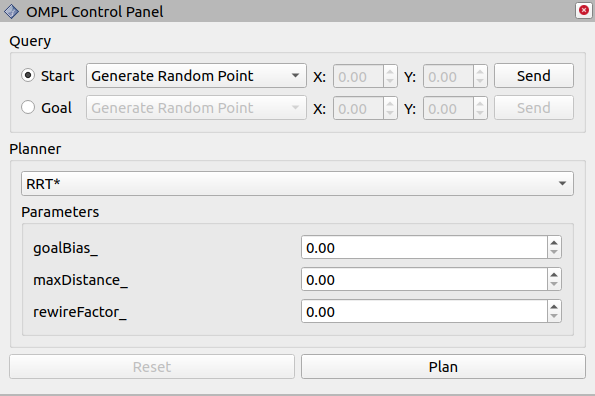 OMPL Control Panel
Query
Start Generate Random Point X: 0.00 Y: 0.00 Send
Goal Generate Random Point X: 0.00 Y: 0.00 Send
Planner
RRT*
Parameters
goalBias_ 0.00
maxDistance_ 0.00
rewireFactor_ 0.00
Reset Plan